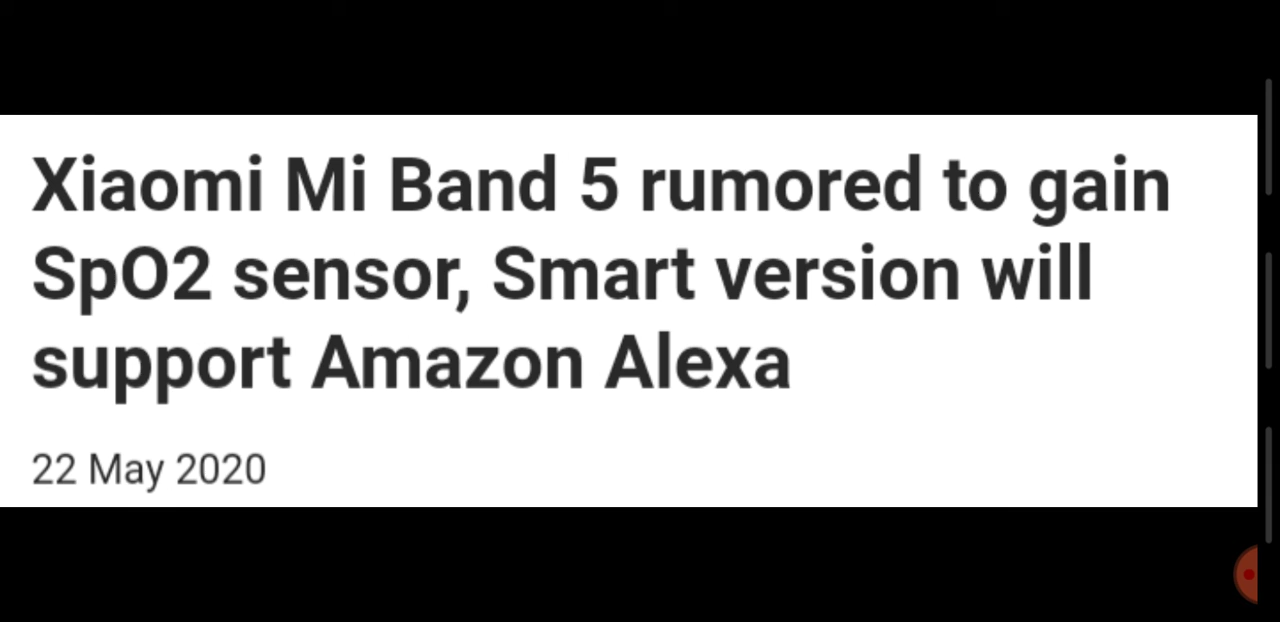 Xiaomi Mi Band 5 rumored to gain
SpO2 sensor, Smart version will
support Amazon Alexa
22 May 2020